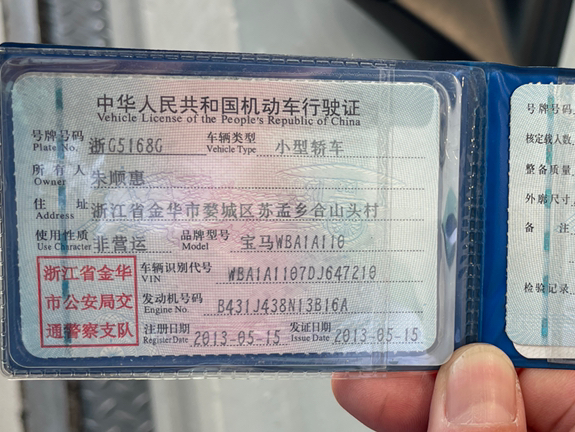 中华人民共和国机动车行驶证
Vehicle License of the People's Republic of China
号牌号码 浙G5168G 车辆类型 小型轿车
Plate No. Vehicle Type
所有人 朱顺惠
Owner
住址 浙江省金华市婺城区苏孟乡合山头村
Address
使用性质 非营运 品牌型号 宝马WBA1A110
Use Character Model
浙江省金华
市公安局交
通警察支队
车辆识别代号 WBA1A1107DJ647210
VIN
发动机号码 B431J438N13B16A
Engine No.
注册日期 2013-05-15 发证日期 2013-05-15
Register Date Issue Date
号牌号码
核定载人数
整备质量
外廓尺寸
备注
检验记录